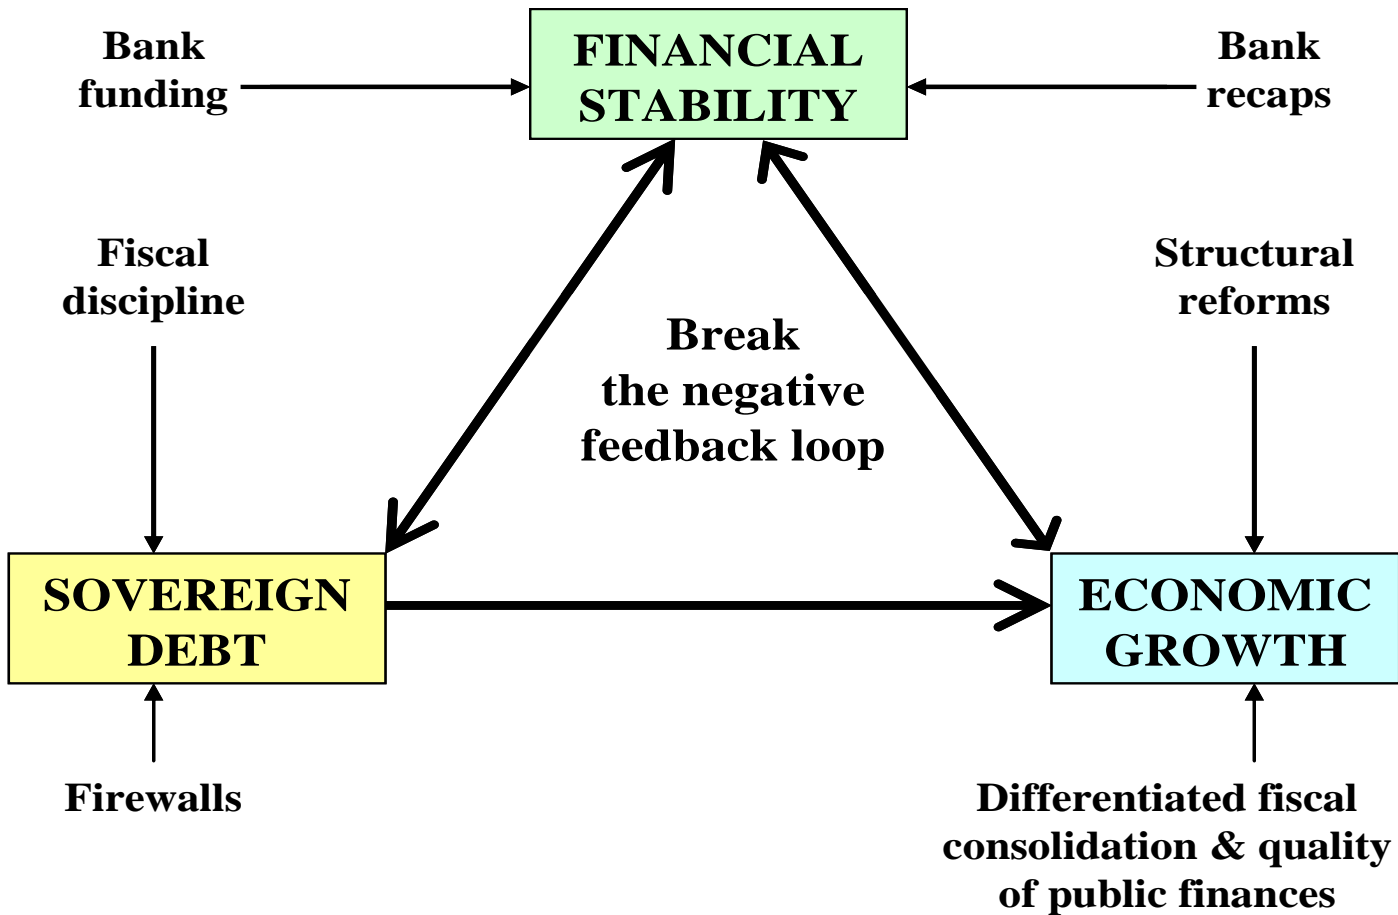 Bank
funding
FINANCIAL
STABILITY
Bank
recaps
Fiscal
discipline
Structural
reforms
Break
the negative
feedback loop
SOVEREIGN
DEBT
ECONOMIC
GROWTH
Firewalls
Differentiated fiscal
consolidation & quality
of public finances